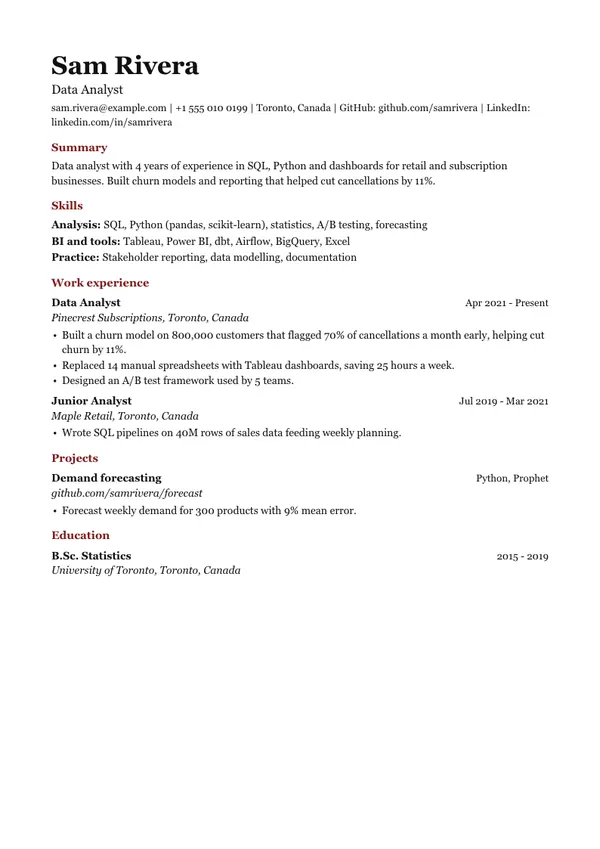 Sam Rivera
Data Analyst
sam.rivera@example.com | +1 555 010 0199 | Toronto, Canada | GitHub: github.com/samrivera | LinkedIn:
linkedin.com/in/samrivera
Summary
Data analyst with 4 years of experience in SQL, Python and dashboards for retail and subscription
businesses. Built churn models and reporting that helped cut cancellations by 11%.
Skills
Analysis: SQL, Python (pandas, scikit-learn), statistics, A/B testing, forecasting
BI and tools: Tableau, Power BI, dbt, Airflow, BigQuery, Excel
Practice: Stakeholder reporting, data modelling, documentation
Work experience
Data Analyst Apr 2021 - Present
Pinecrest Subscriptions, Toronto, Canada
• Built a churn model on 800,000 customers that flagged 70% of cancellations a month early, helping cut
churn by 11%.
• Replaced 14 manual spreadsheets with Tableau dashboards, saving 25 hours a week.
• Designed an A/B test framework used by 5 teams.
Junior Analyst Jul 2019 - Mar 2021
Maple Retail, Toronto, Canada
• Wrote SQL pipelines on 40M rows of sales data feeding weekly planning.
Projects
Demand forecasting Python, Prophet
github.com/samrivera/forecast
• Forecast weekly demand for 300 products with 9% mean error.
Education
B.Sc. Statistics 2015 - 2019
University of Toronto, Toronto, Canada